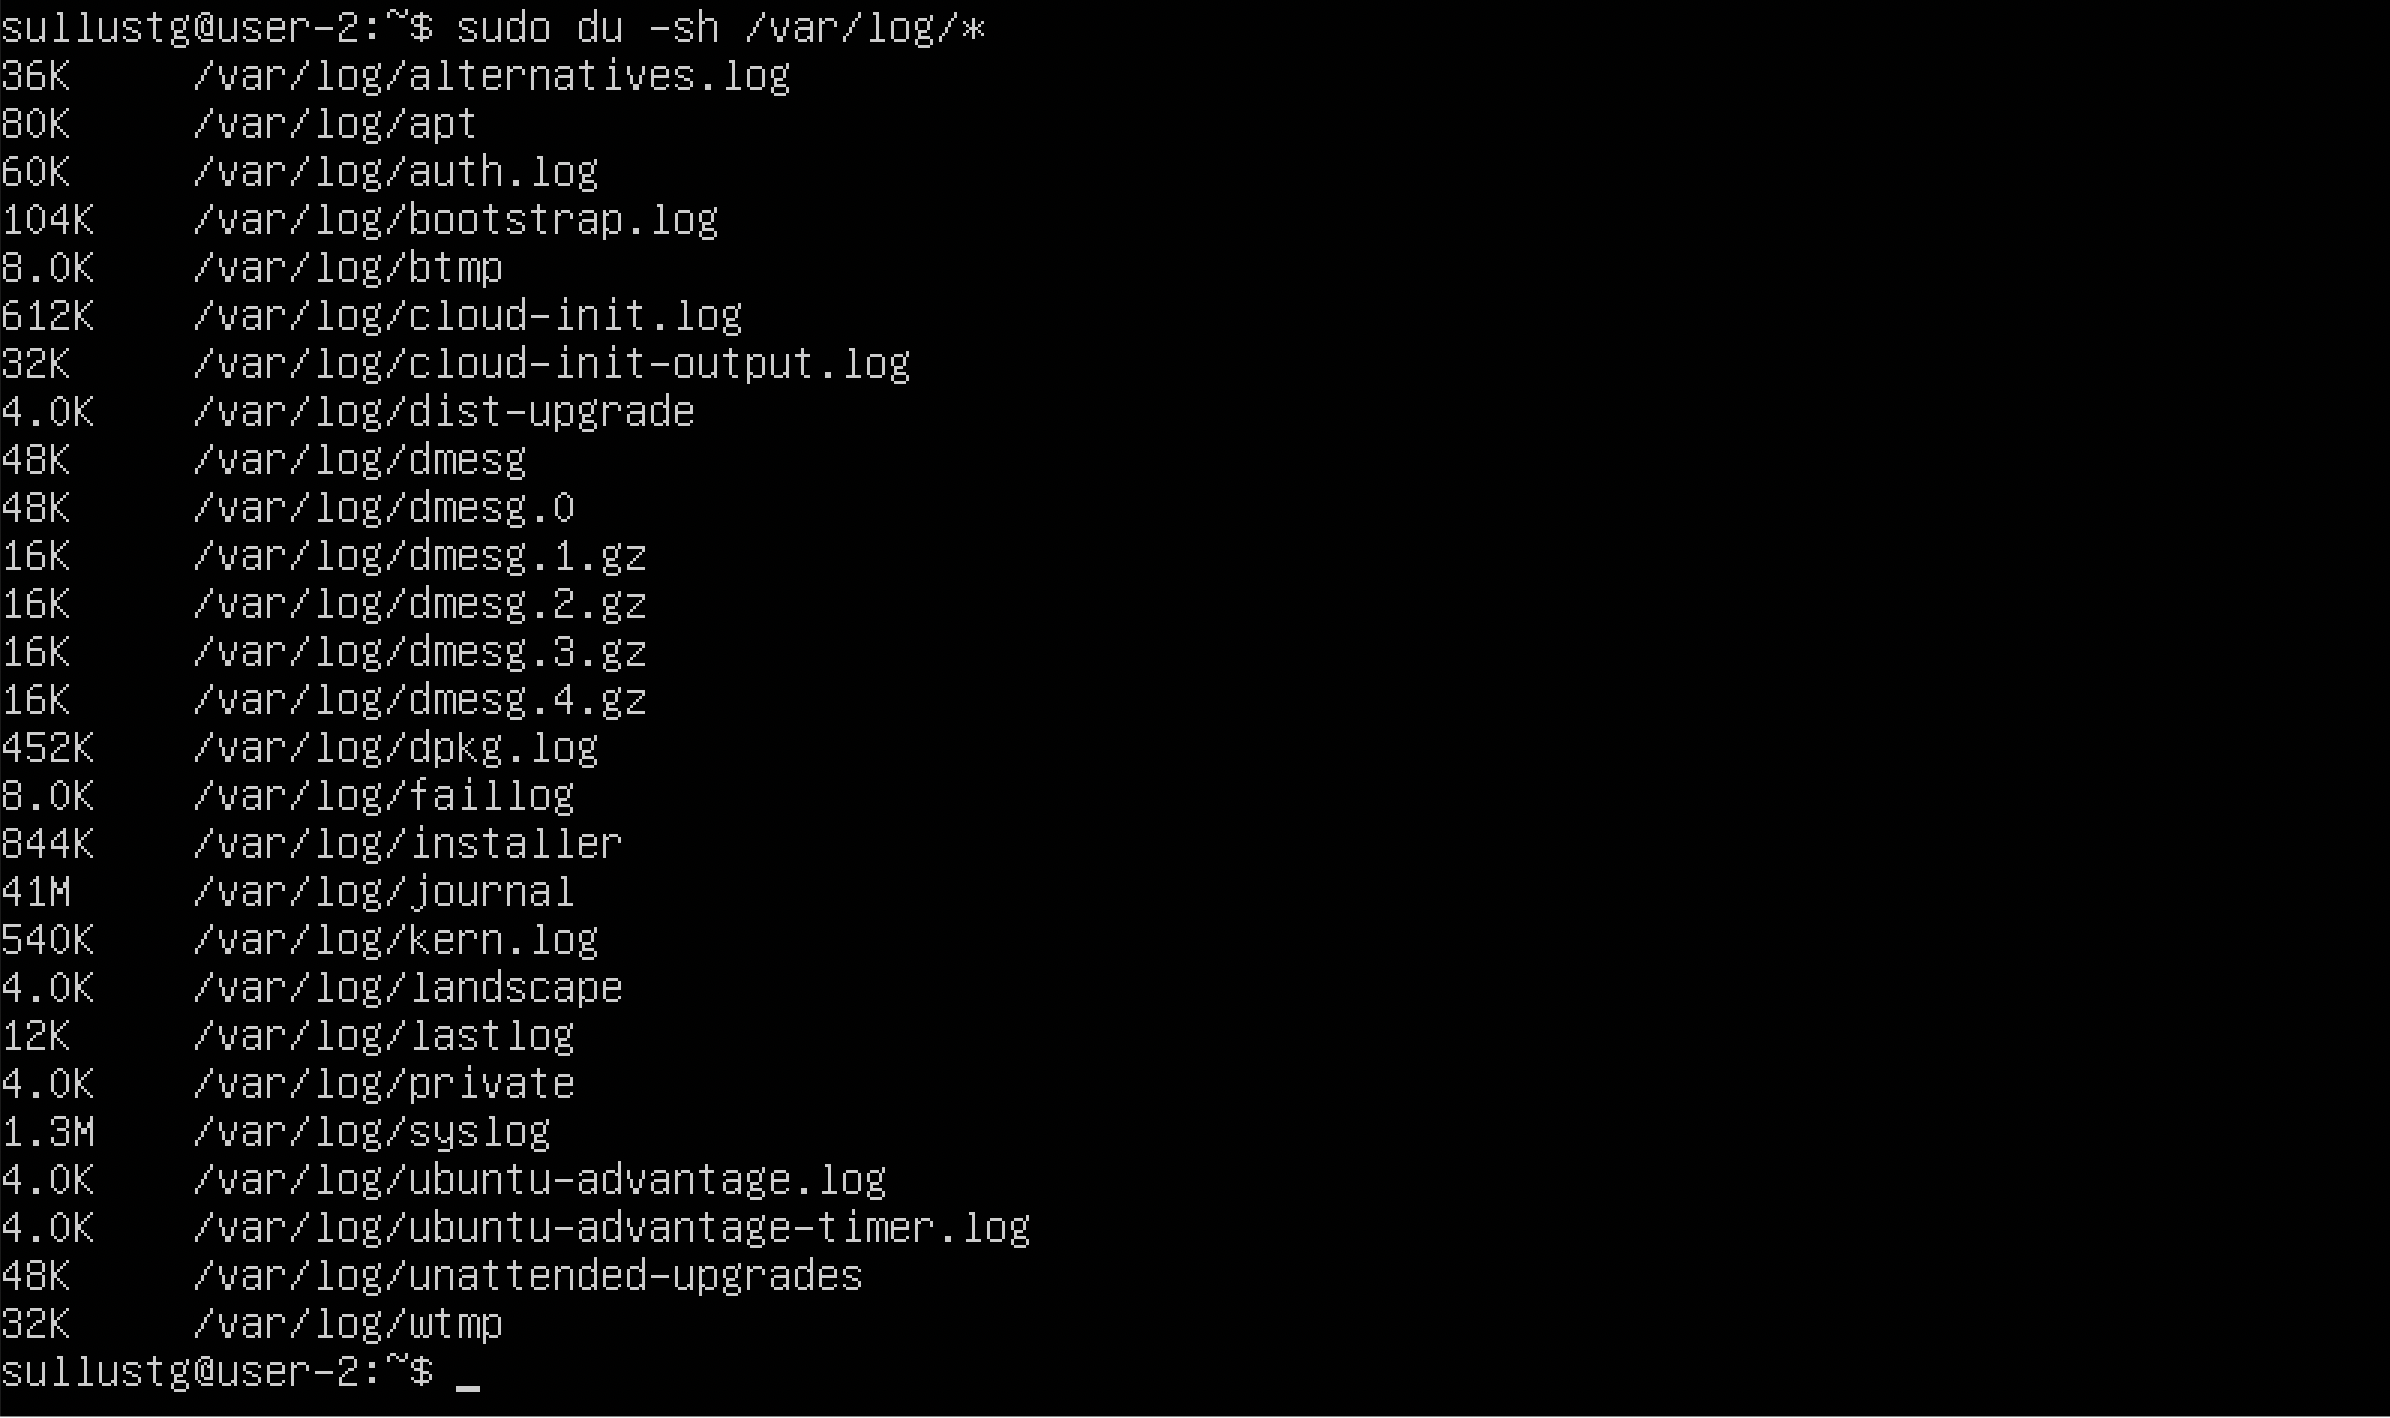 sullustg@user-2:~$ sudo du -sh /var/log/*
36K     /var/log/alternatives.log
80K     /var/log/apt
60K     /var/log/auth.log
104K    /var/log/bootstrap.log
8.0K    /var/log/btmp
612K    /var/log/cloud-init.log
32K     /var/log/cloud-init-output.log
4.0K    /var/log/dist-upgrade
48K     /var/log/dmesg
48K     /var/log/dmesg.0
16K     /var/log/dmesg.1.gz
16K     /var/log/dmesg.2.gz
16K     /var/log/dmesg.3.gz
16K     /var/log/dmesg.4.gz
452K    /var/log/dpkg.log
8.0K    /var/log/faillog
844K    /var/log/installer
41M     /var/log/journal
540K    /var/log/kern.log
4.0K    /var/log/landscape
12K     /var/log/lastlog
4.0K    /var/log/private
1.3M    /var/log/syslog
4.0K    /var/log/ubuntu-advantage.log
4.0K    /var/log/ubuntu-advantage-timer.log
48K     /var/log/unattended-upgrades
32K     /var/log/wtmp
sullustg@user-2:~$ _